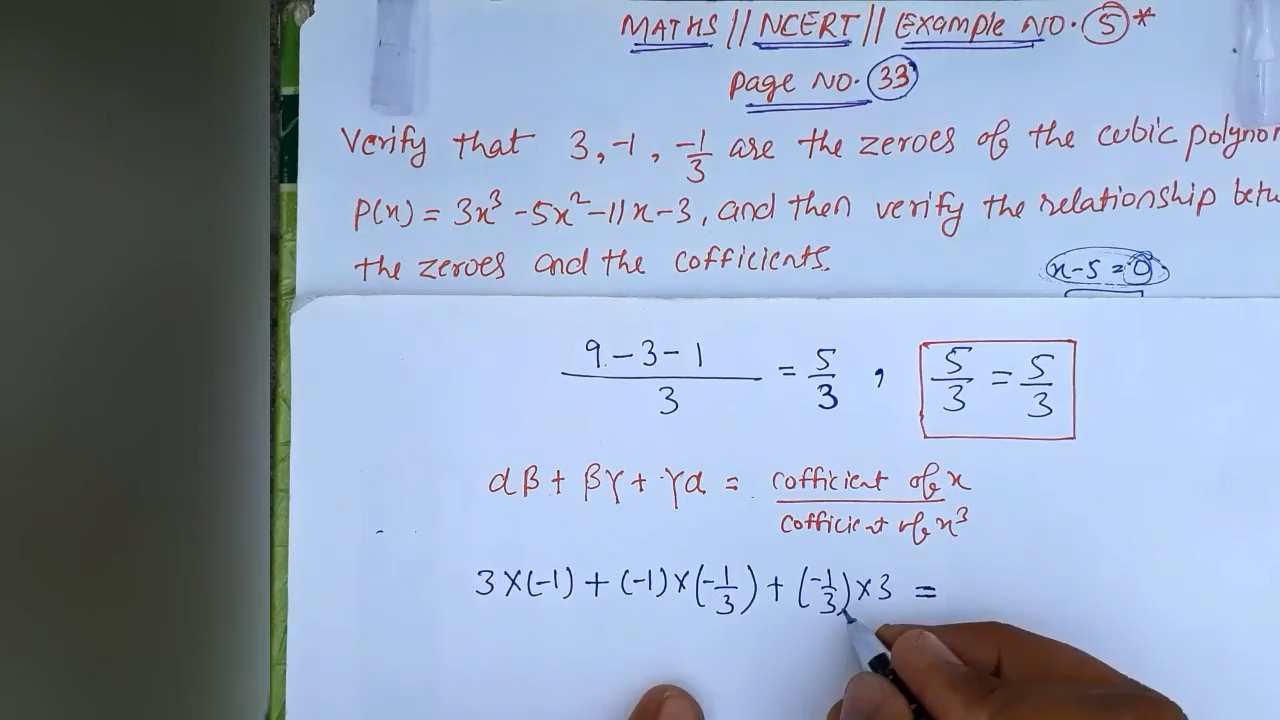 MATHS // NCERT // Example NO. 5 *
Page NO. 33
Verify that 3, -1, -1/3 are the zeroes of the cubic
P(x) = 3x³ - 5x² - 11x - 3, and then verify the relationship
the zeroes and the cofficients.
x - 5 = 0
(9 - 3 - 1)/3 = 5/3 , 5/3 = 5/3
αβ + βγ + γα = cofficient of x / cofficient of x³
3×(-1) + (-1)×(-1/3) + (-1/3)×3 =